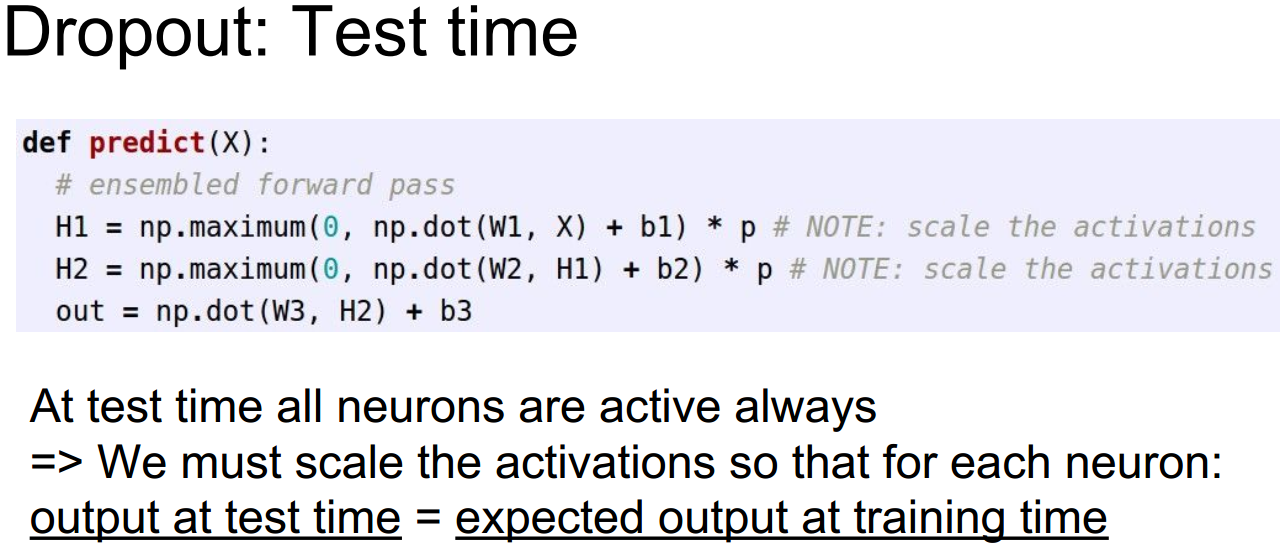 Dropout: Test time
def predict(X):
  # ensembled forward pass
  H1 = np.maximum(0, np.dot(W1, X) + b1) * p # NOTE: scale the activations
  H2 = np.maximum(0, np.dot(W2, H1) + b2) * p # NOTE: scale the activations
  out = np.dot(W3, H2) + b3
At test time all neurons are active always
=> We must scale the activations so that for each neuron:
output at test time = expected output at training time